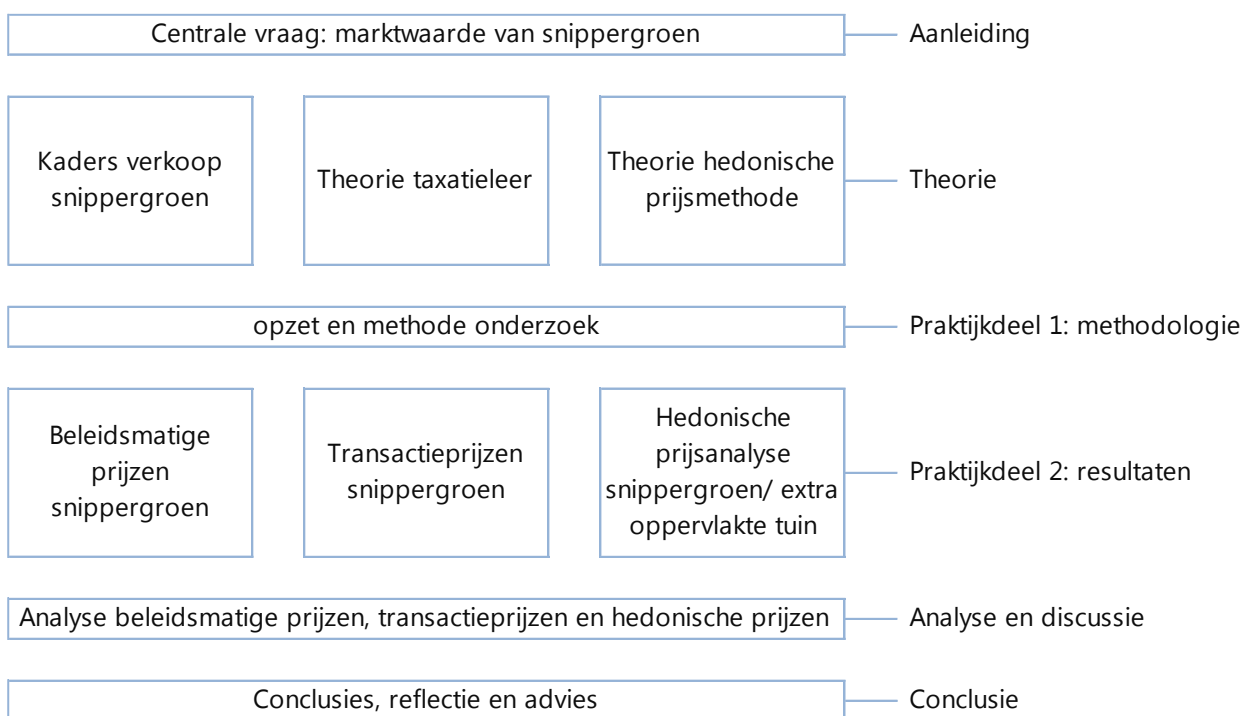 Centrale vraag: marktwaarde van snippergroen
Aanleiding
Kaders verkoop
snippergroen
Theorie taxatieleer
Theorie hedonische
prijsmethode
Theorie
opzet en methode onderzoek
Praktijkdeel 1: methodologie
Beleidsmatige
prijzen
snippergroen
Transactieprijzen
snippergroen
Hedonische
prijsanalyse
snippergroen/ extra
oppervlakte tuin
Praktijkdeel 2: resultaten
Analyse beleidsmatige prijzen, transactieprijzen en hedonische prijzen
Analyse en discussie
Conclusies, reflectie en advies
Conclusie